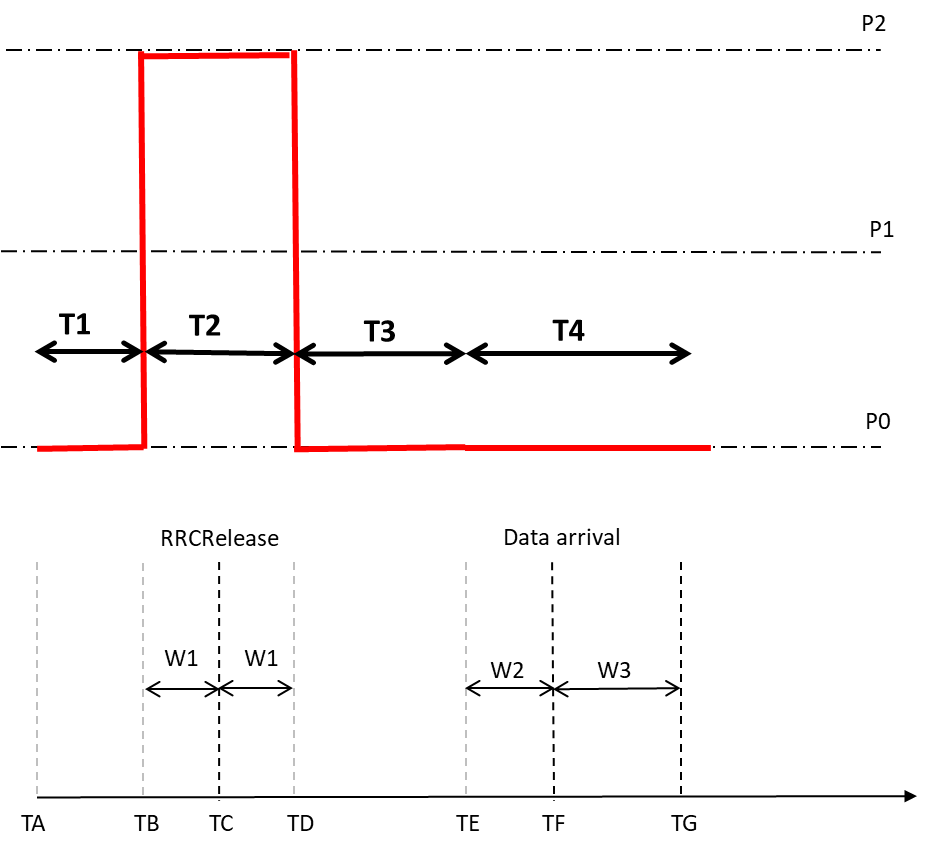 P2
P1
T1
T2
T3
T4
P0
RRCRelease
Data arrival
W1
W1
W2
W3
TA
TB
TC
TD
TE
TF
TG